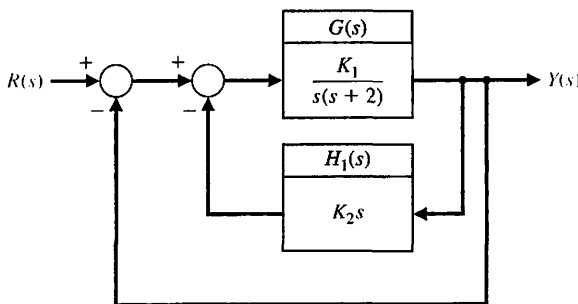 G(s)
R(s)
+
−
+
−
K₁
s(s + 2)
Y(s)
H₁(s)
K₂s